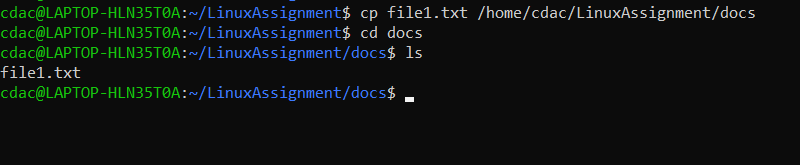 cdac@LAPTOP-HLN35T0A:~/LinuxAssignment$ cp file1.txt /home/cdac/LinuxAssignment/docs
cdac@LAPTOP-HLN35T0A:~/LinuxAssignment$ cd docs
cdac@LAPTOP-HLN35T0A:~/LinuxAssignment/docs$ ls
file1.txt
cdac@LAPTOP-HLN35T0A:~/LinuxAssignment/docs$